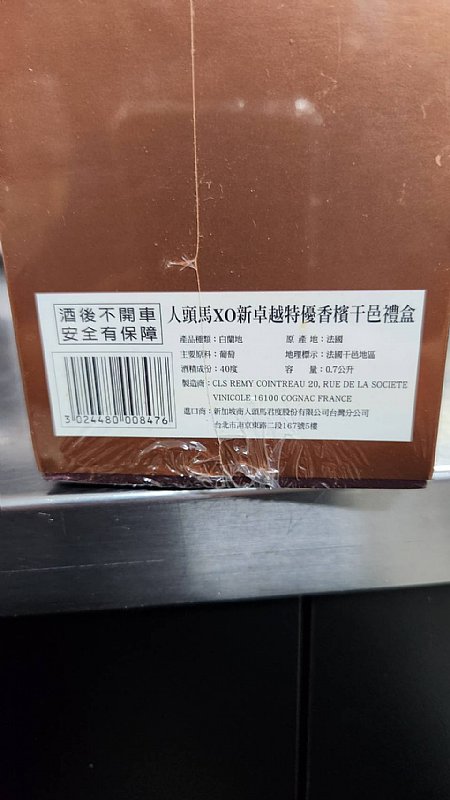 酒後不開車
安全有保障
人頭馬XO新卓越特優香檳干邑禮盒
產品種類：白蘭地
原產地：法國
主要原料：葡萄
地理標示：法國干邑地區
酒精成份：40度
容量：0.7公升
製造商：CLS REMY COINTREAU 20, RUE DE LA SOCIETE
VINICOLE 16100 COGNAC FRANCE
進口商：新加坡商人頭馬君度股份有限公司台灣分公司
台北市南京東路二段167號5樓
3 024480 008476